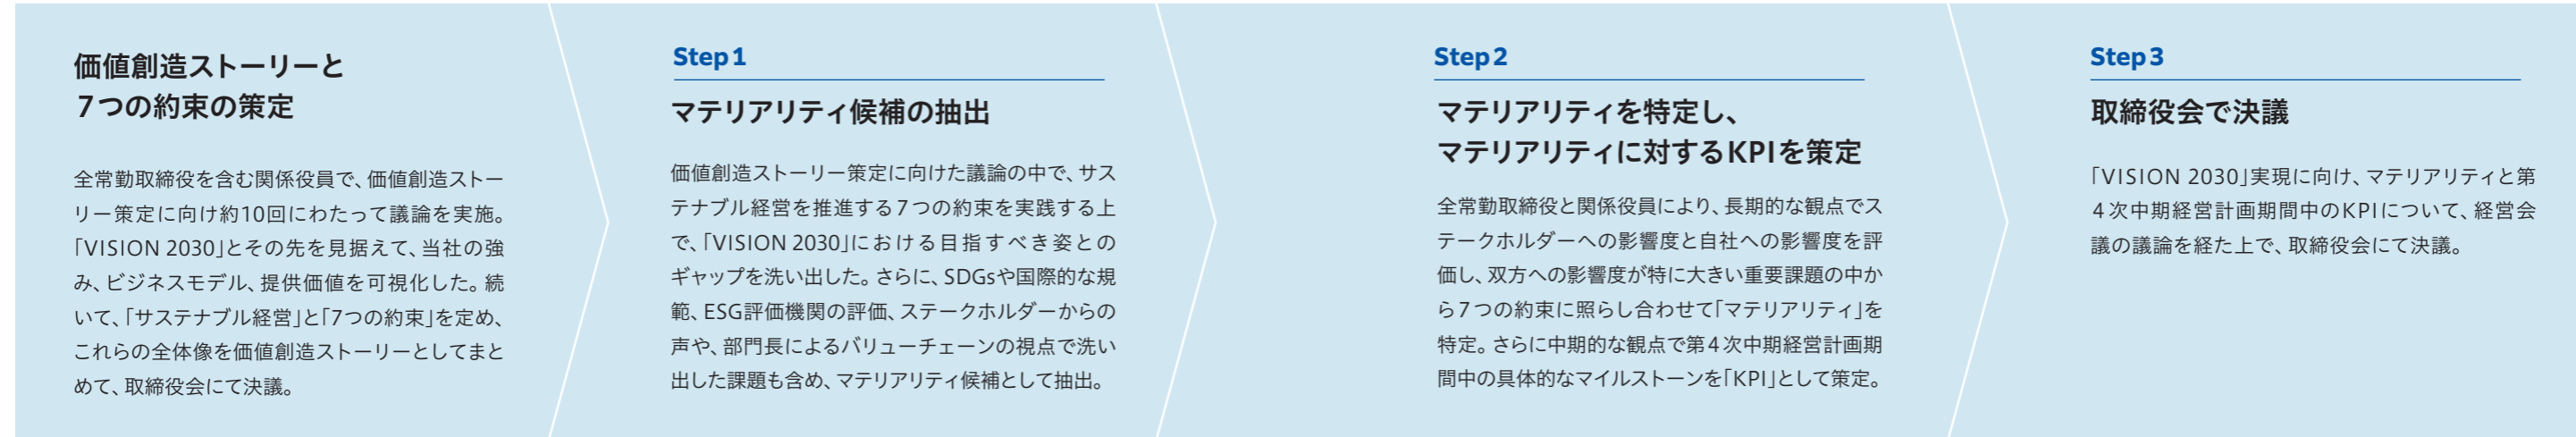 価値創造ストーリーと
7つの約束の策定
全常勤取締役を含む関係役員で、価値創造ストー
リー策定に向け約10回にわたって議論を実施。
「VISION 2030」とその先を見据えて、当社の強
み、ビジネスモデル、提供価値を可視化した。続
いて、「サステナブル経営」と「7つの約束」を定め、
これらの全体像を価値創造ストーリーとしてまと
めて、取締役会にて決議。
Step1
マテリアリティ候補の抽出
価値創造ストーリー策定に向けた議論の中で、サス
テナブル経営を推進する7つの約束を実践する上
で、「VISION 2030」における目指すべき姿との
ギャップを洗い出した。さらに、SDGsや国際的な規
範、ESG評価機関の評価、ステークホルダーからの
声や、部門長によるバリューチェーンの視点で洗い
出した課題も含め、マテリアリティ候補として抽出。
Step2
マテリアリティを特定し、
マテリアリティに対するKPIを策定
全常勤取締役と関係役員により、長期的な観点でス
テークホルダーへの影響度と自社への影響度を評
価し、双方への影響度が特に大きい重要課題の中か
ら7つの約束に照らし合わせて「マテリアリティ」を
特定。さらに中期的な観点で第4次中期経営計画期
間中の具体的なマイルストーンを「KPI」として策定。
Step3
取締役会で決議
「VISION 2030」実現に向け、マテリアリティと第
4次中期経営計画期間中のKPIについて、経営会
議の議論を経た上で、取締役会にて決議。